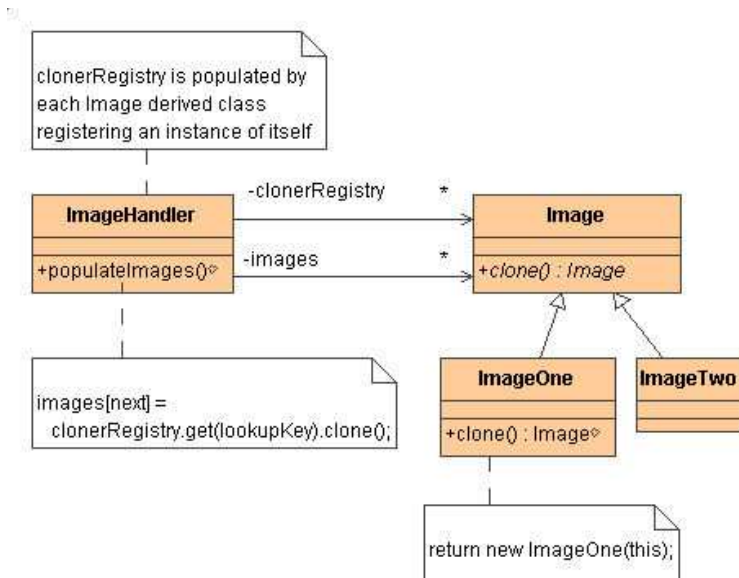 clonerRegistry is populated by
each Image derived class
registering an instance of itself
-clonerRegistry
*
ImageHandler
Image
-images
*
+populateImages()
+clone() : Image
ImageOne
ImageTwo
images[next] =
clonerRegistry.get(lookupKey).clone();
+clone() : Image
return new ImageOne(this);